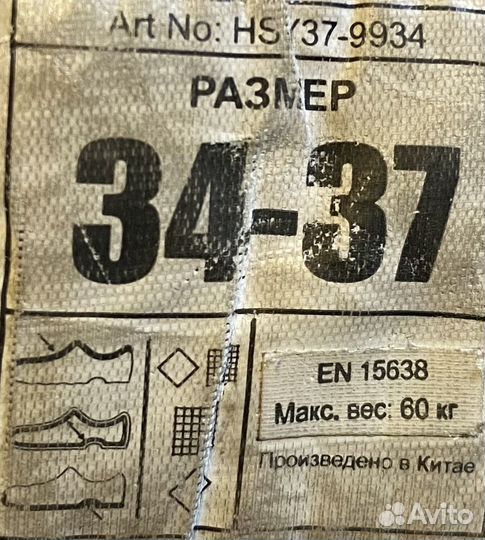 Art No: HSY37-9934
РАЗМЕР
34-37
EN 15638
Макс. вес: 60 кг
Произведено в Китае
Avito